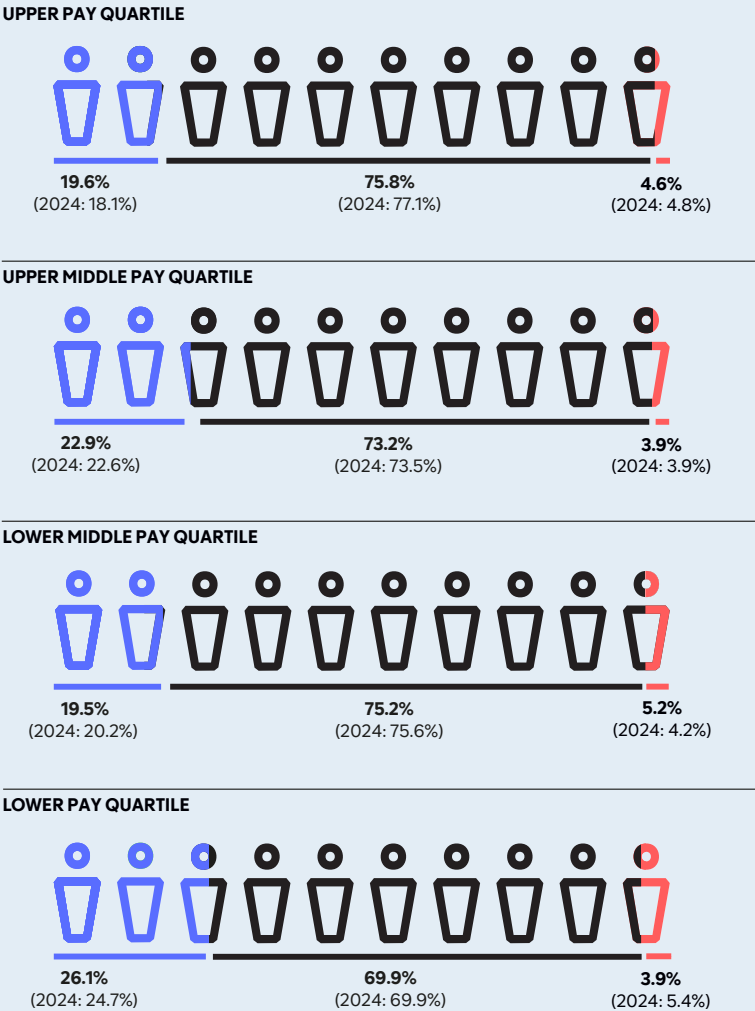 UPPER PAY QUARTILE
19.6% 75.8% 4.6%
(2024: 18.1%) (2024: 77.1%) (2024: 4.8%)
UPPER MIDDLE PAY QUARTILE
22.9% 73.2% 3.9%
(2024: 22.6%) (2024: 73.5%) (2024: 3.9%)
LOWER MIDDLE PAY QUARTILE
19.5% 75.2% 5.2%
(2024: 20.2%) (2024: 75.6%) (2024: 4.2%)
LOWER PAY QUARTILE
26.1% 69.9% 3.9%
(2024: 24.7%) (2024: 69.9%) (2024: 5.4%)